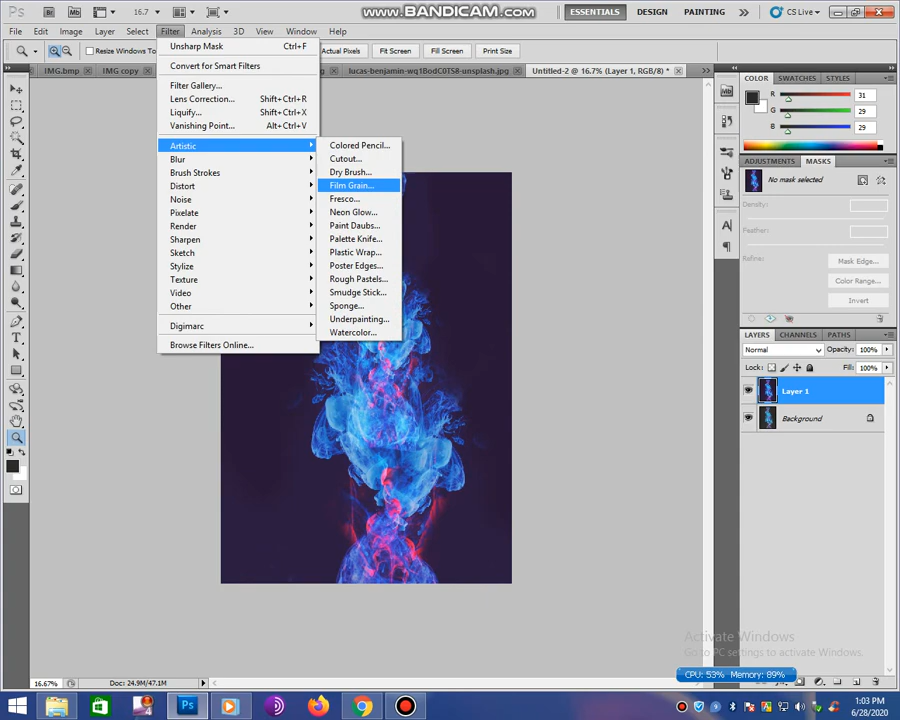 Ps
Br
Mb
16.7
www.BANDICAM.com
ESSENTIALS
DESIGN
PAINTING
CS Live
File Edit Image Layer Select Filter Analysis 3D View Window Help
Resize Windows To
Actual Pixels
Fit Screen
Fill Screen
Print Size
IMG.bmp
IMG copy
lucas-benjamin-wq1BodC0TS8-unsplash.jpg
Untitled-2 @ 16.7% (Layer 1, RGB/8) *
Unsharp Mask Ctrl+F
Convert for Smart Filters
Filter Gallery...
Lens Correction... Shift+Ctrl+R
Liquify... Shift+Ctrl+X
Vanishing Point... Alt+Ctrl+V
Artistic
Blur
Brush Strokes
Distort
Noise
Pixelate
Render
Sharpen
Sketch
Stylize
Texture
Video
Other
Digimarc
Browse Filters Online...
Colored Pencil...
Cutout...
Dry Brush...
Film Grain...
Fresco...
Neon Glow...
Paint Daubs...
Palette Knife...
Plastic Wrap...
Poster Edges...
Rough Pastels...
Smudge Stick...
Sponge...
Underpainting...
Watercolor...
COLOR SWATCHES STYLES
R 31
G 29
B 29
ADJUSTMENTS MASKS
No mask selected
Density:
Feather:
Refine: Mask Edge...
Color Range...
Invert
LAYERS CHANNELS PATHS
Normal Opacity: 100%
Lock: Fill: 100%
Layer 1
Background
Activate Windows
Go to PC settings to activate Windows.
CPU: 53% Memory: 89%
16.67%
Doc: 24.9M/47.1M
Ps
1:03 PM
6/28/2020